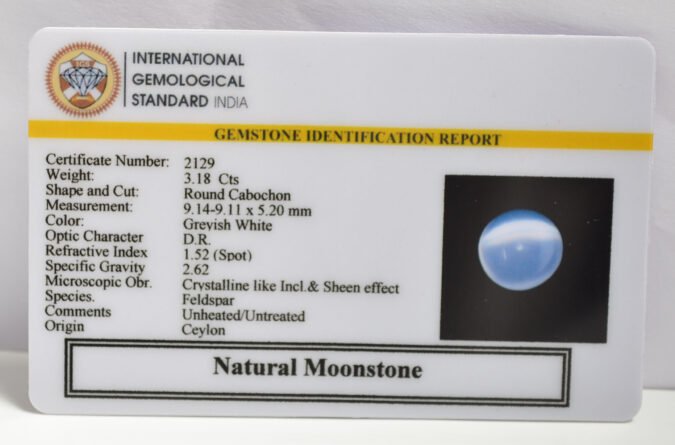 IGS
INTERNATIONAL
GEMOLOGICAL
STANDARD INDIA
GEMSTONE IDENTIFICATION REPORT
Certificate Number: 2129
Weight: 3.18 Cts
Shape and Cut: Round Cabochon
Measurement: 9.14-9.11 x 5.20 mm
Color: Greyish White
Optic Character D.R.
Refractive Index 1.52 (Spot)
Specific Gravity 2.62
Microscopic Obr. Crystalline like Incl.& Sheen effect
Species. Feldspar
Comments Unheated/Untreated
Origin Ceylon
Natural Moonstone